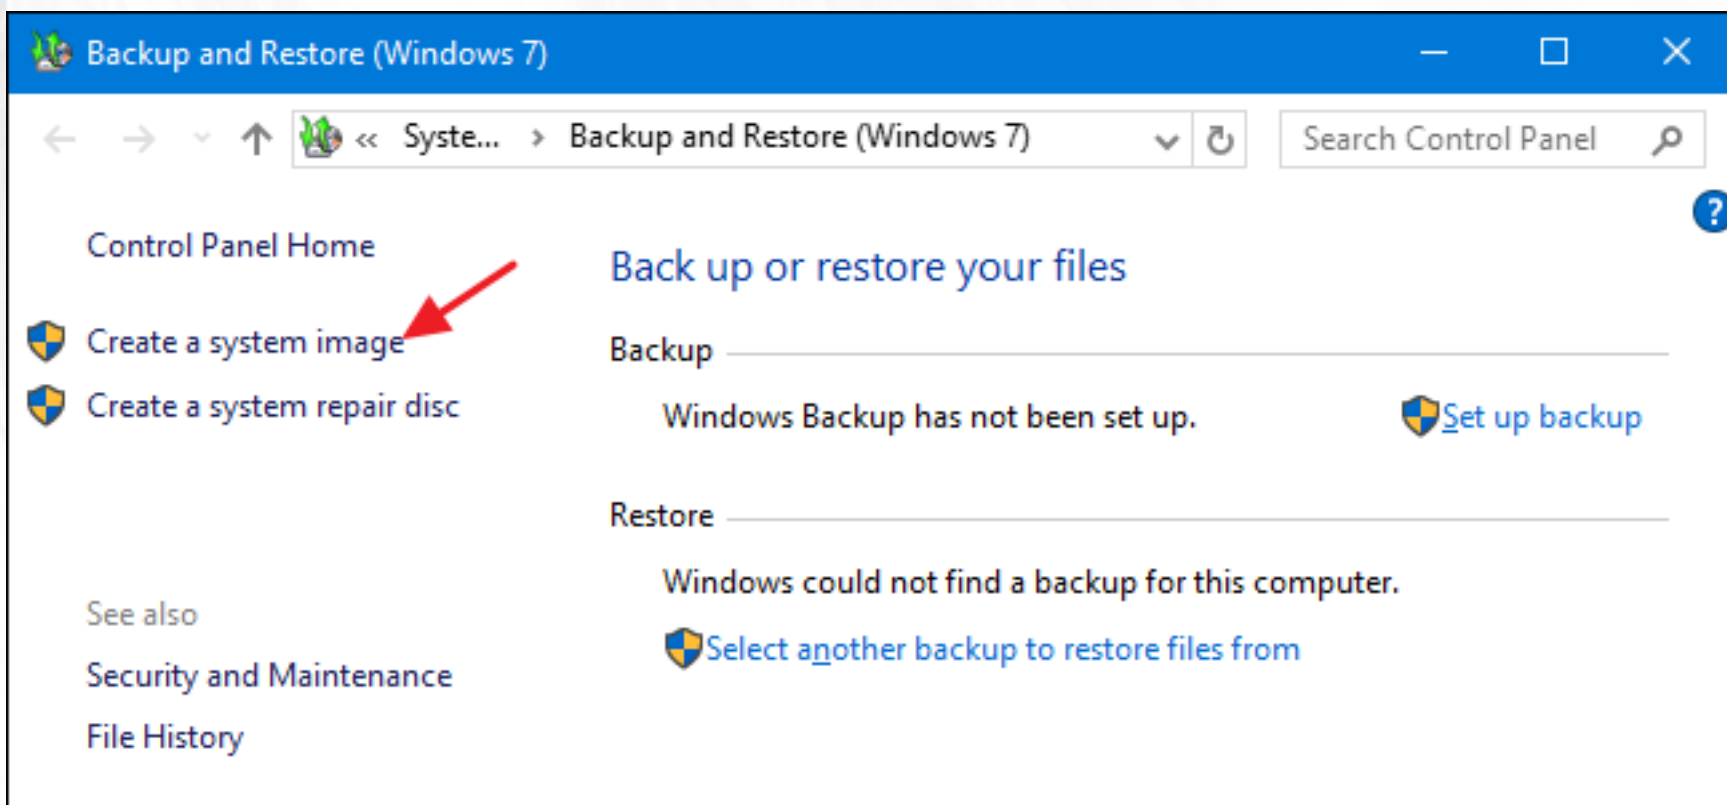 Backup and Restore (Windows 7)
« Syste... > Backup and Restore (Windows 7)
Search Control Panel
?
Control Panel Home
Create a system image
Create a system repair disc
See also
Security and Maintenance
File History
Back up or restore your files
Backup
Windows Backup has not been set up.
Set up backup
Restore
Windows could not find a backup for this computer.
Select another backup to restore files from